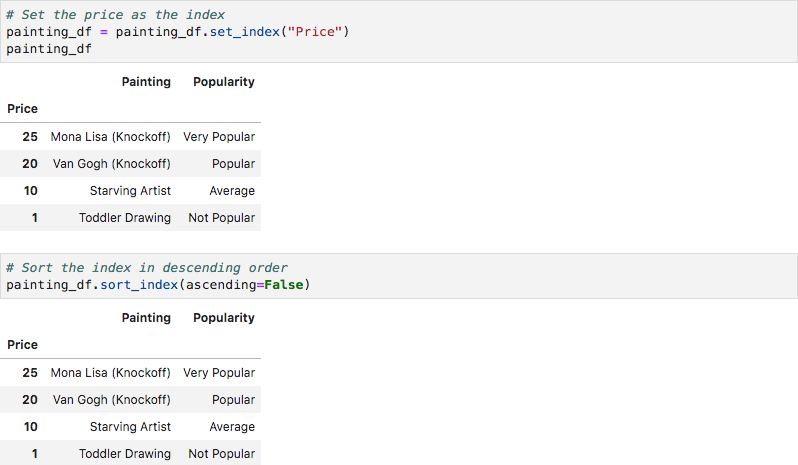 # Set the price as the index
painting_df = painting_df.set_index("Price")
painting_df
Painting Popularity
Price
25 Mona Lisa (Knockoff) Very Popular
20 Van Gogh (Knockoff) Popular
10 Starving Artist Average
1 Toddler Drawing Not Popular
# Sort the index in descending order
painting_df.sort_index(ascending=False)
Painting Popularity
Price
25 Mona Lisa (Knockoff) Very Popular
20 Van Gogh (Knockoff) Popular
10 Starving Artist Average
1 Toddler Drawing Not Popular